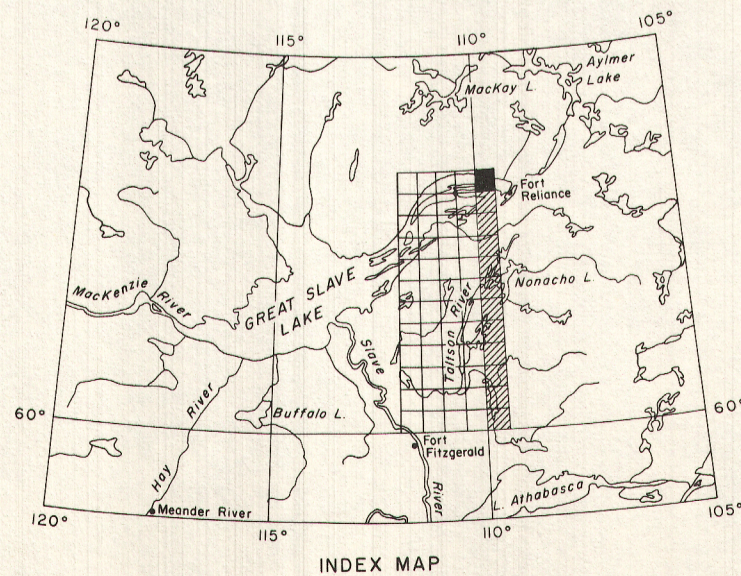 120°
115°
110°
105°
Aylmer
Lake
MacKay L.
Fort
Reliance
MacKenzie
River
GREAT SLAVE
LAKE
Nonacho L.
Taltson River
Slave
River
60°
Hay
River
Buffalo L.
Fort
Fitzgerald
60°
L. Athabasca
Meander River
120°
115°
110°
105°
INDEX MAP